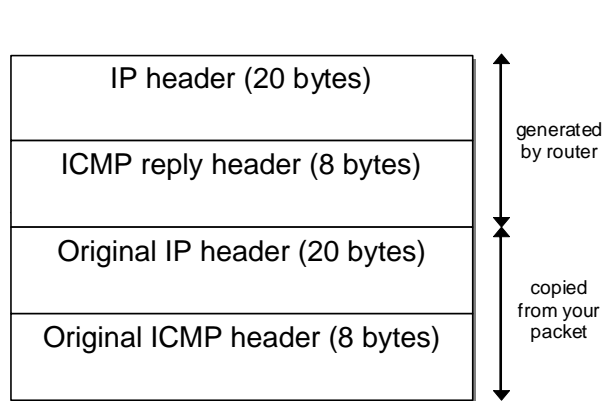 IP header (20 bytes)
generated
by router
ICMP reply header (8 bytes)
Original IP header (20 bytes)
copied
from your
packet
Original ICMP header (8 bytes)